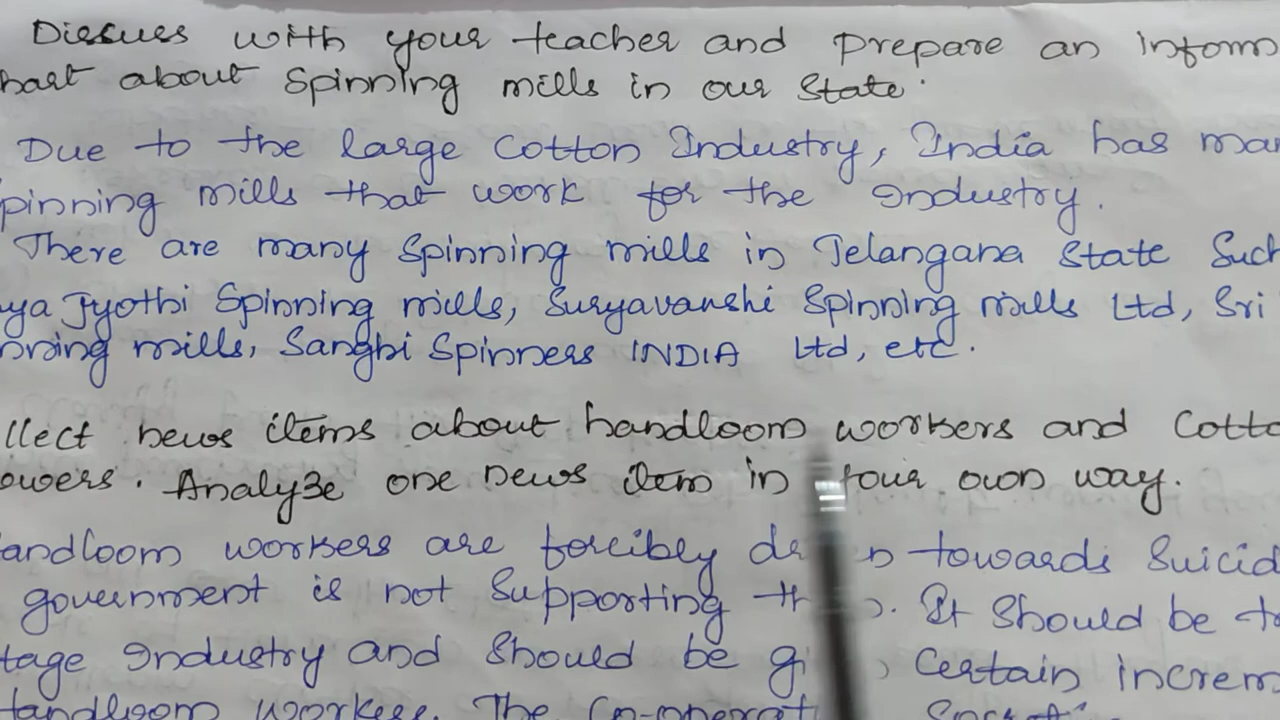 Discuss with your teacher and prepare an inform
hart about Spinning mills in our State.
Due to the large Cotton Industry, India has man
pinning mills that work for the Industry.
There are many Spinning mills in Telangana State Such
ya Jyothi Spinning mills, Suryavanshi Spinning mills Ltd, Sri
nning mills, Sanghi Spinners INDIA Ltd, etc.
llect news items about handloom workers and Cotto
owers. Analyze one news item in your own way.
andloom workers are forcibly towards Suicid
government is not Supporting It Should be
tage Industry and Should be Certain increm
Handloom workers. The